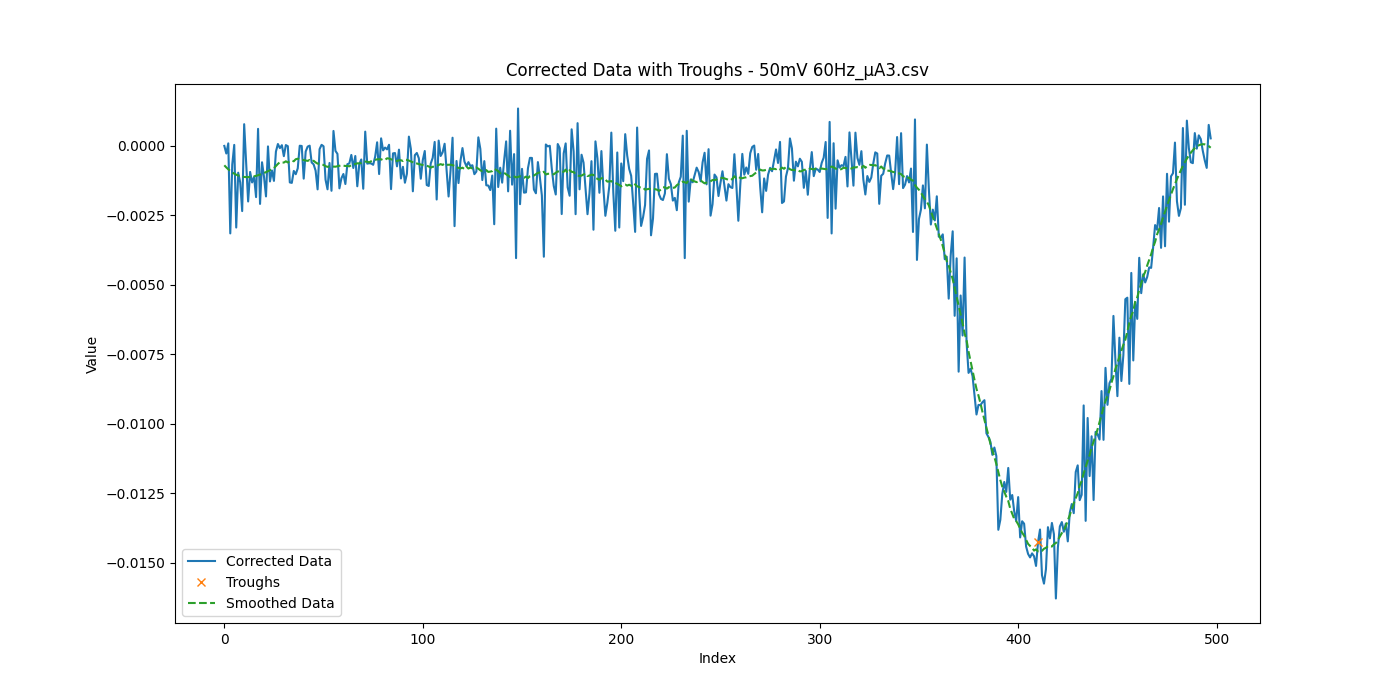 Corrected Data with Troughs - 50mV 60Hz_μA3.csv
Value
0.0000
−0.0025
−0.0050
−0.0075
−0.0100
−0.0125
−0.0150
Corrected Data
Troughs
Smoothed Data
0 100 200 300 400 500
Index